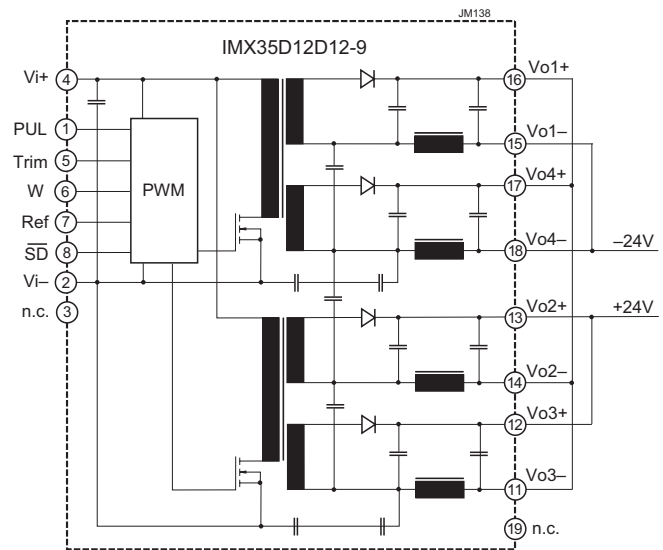 JM138
IMX35D12D12-9
Vi+ 4
PUL 1
Trim 5
W 6
Ref 7
SD 8
Vi– 2
n.c. 3
PWM
16 Vo1+
15 Vo1–
17 Vo4+
18 Vo4–
–24V
13 Vo2+
+24V
14 Vo2–
12 Vo3+
11 Vo3–
19 n.c.